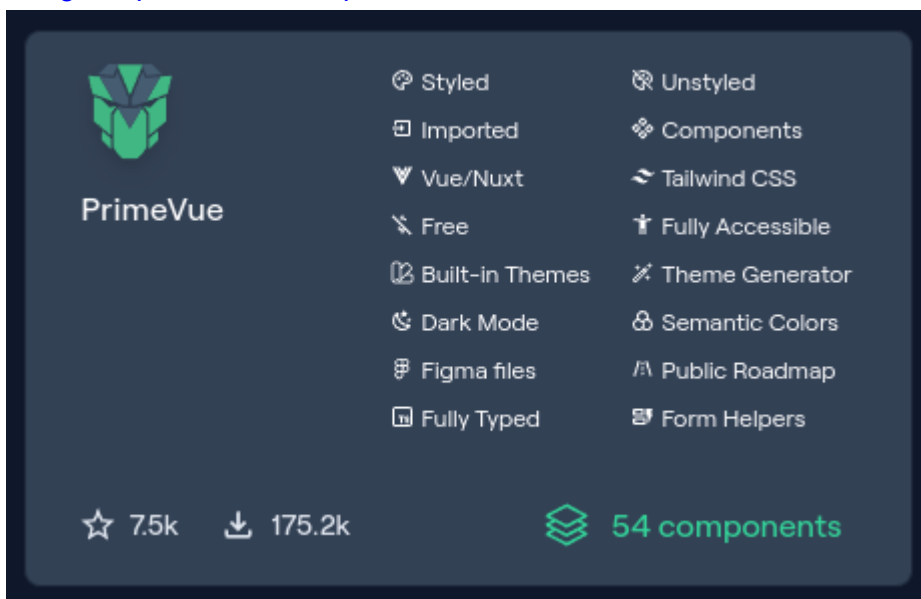 PrimeVue
Styled
Unstyled
Imported
Components
Vue/Nuxt
Tailwind CSS
Free
Fully Accessible
Built-in Themes
Theme Generator
Dark Mode
Semantic Colors
Figma files
Public Roadmap
Fully Typed
Form Helpers
7.5k
175.2k
54 components